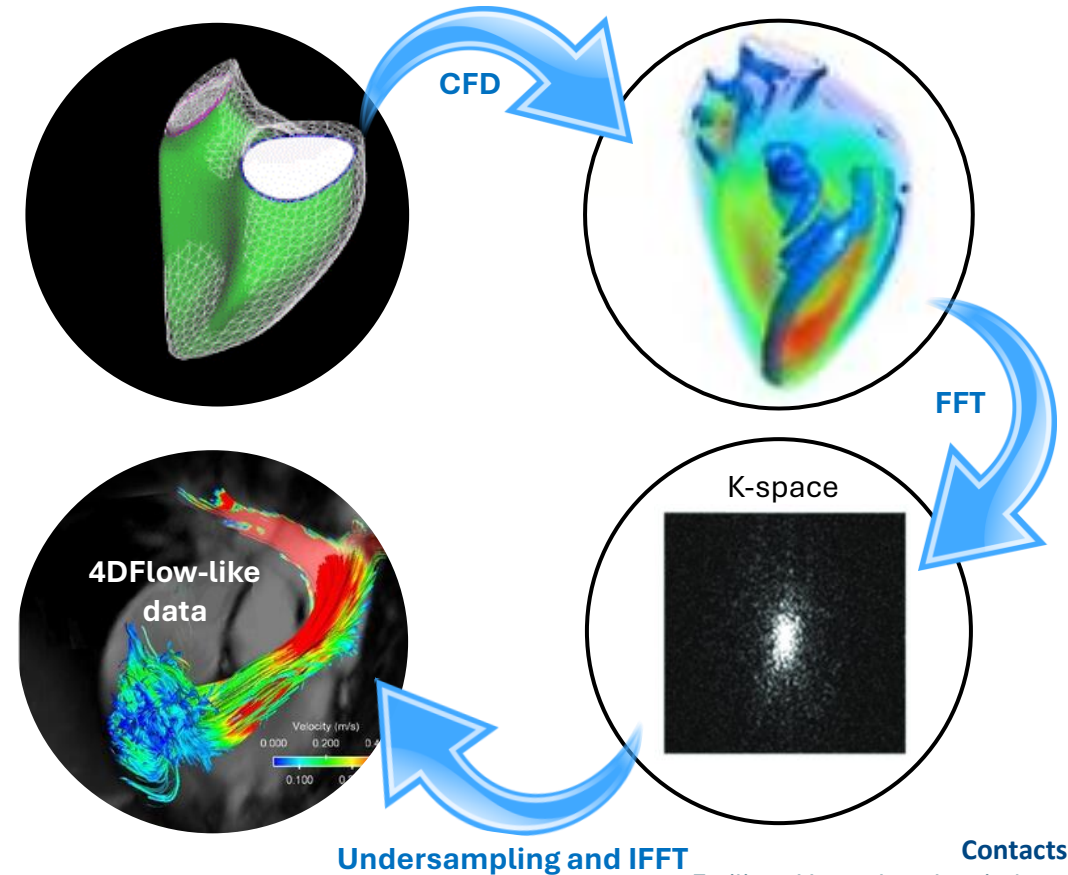 CFD
FFT
K-space
4DFlow-like
data
Velocity (m/s)
0.000 0.200
0.100
Undersampling and IFFT
Contacts